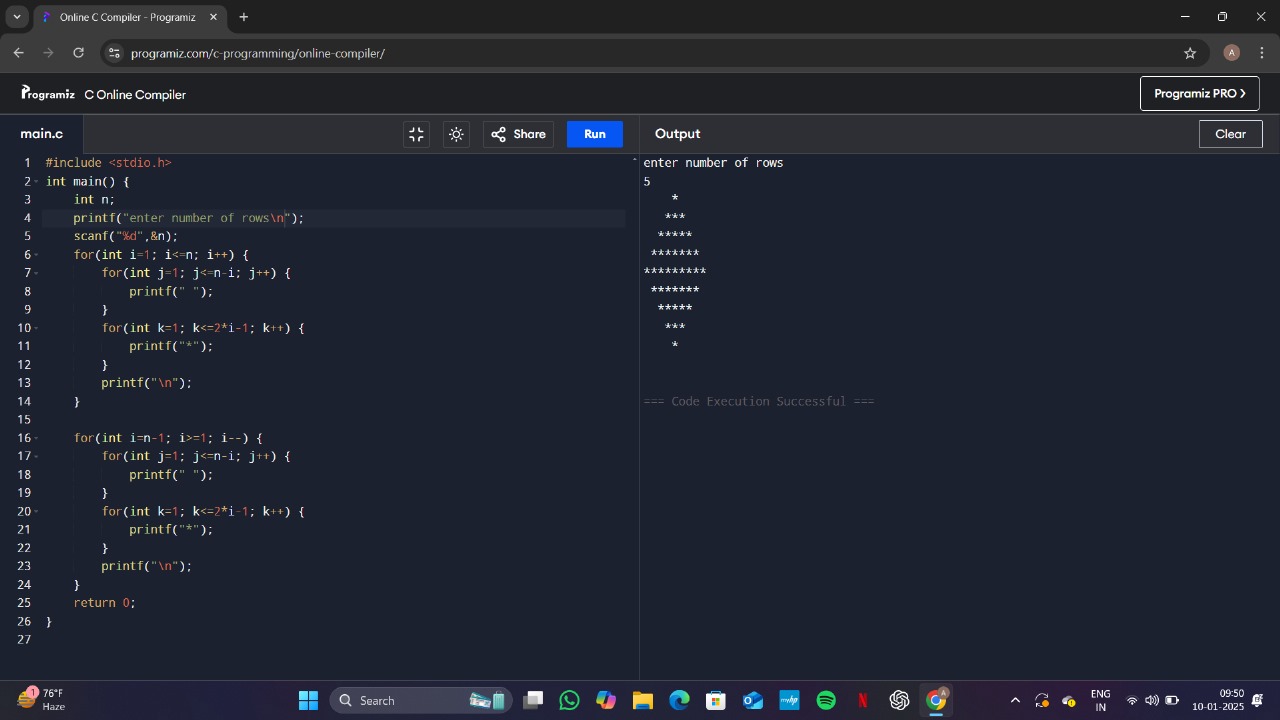 Online C Compiler - Programiz
programiz.com/c-programming/online-compiler/
A
Programiz C Online Compiler
Programiz PRO
main.c
Share
Run
Output
Clear
1 #include <stdio.h>
2 int main() {
3     int n;
4     printf("enter number of rows\n");
5     scanf("%d",&n);
6     for(int i=1; i<=n; i++) {
7         for(int j=1; j<=n-i; j++) {
8             printf(" ");
9         }
10         for(int k=1; k<=2*i-1; k++) {
11             printf("*");
12         }
13         printf("\n");
14     }
15
16     for(int i=n-1; i>=1; i--) {
17         for(int j=1; j<=n-i; j++) {
18             printf(" ");
19         }
20         for(int k=1; k<=2*i-1; k++) {
21             printf("*");
22         }
23         printf("\n");
24     }
25     return 0;
26 }
27
enter number of rows
5
    *
   ***
  *****
 *******
*********
 *******
  *****
   ***
    *
=== Code Execution Successful ===
1
76°F
Haze
Search
hp
A
ENG
IN
09:50
10-01-2025